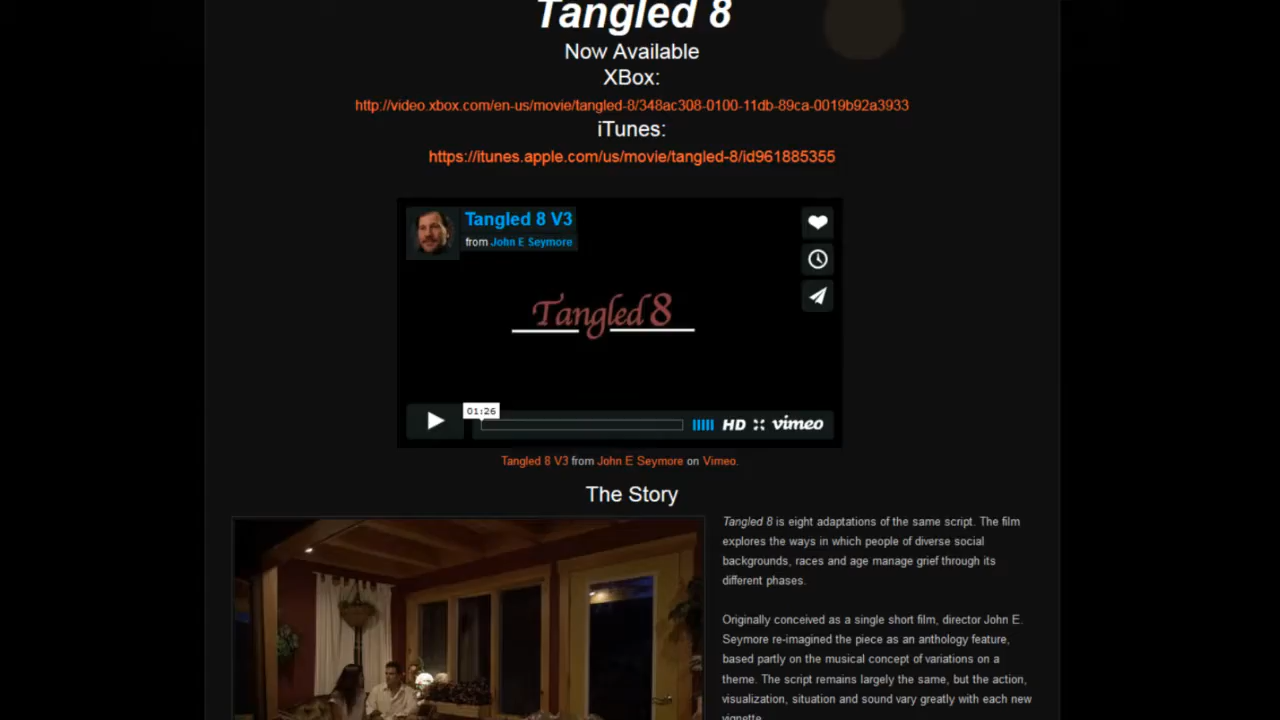 Tangled 8
Now Available
XBox:
http://video.xbox.com/en-us/movie/tangled-8/348ac308-0100-11db-89ca-0019b92a3933
iTunes:
https://itunes.apple.com/us/movie/tangled-8/id961885355
Tangled 8 V3
from John E Seymore
Tangled 8
01:26
HD vimeo
Tangled 8 V3 from John E Seymore on Vimeo.
The Story
Tangled 8 is eight adaptations of the same script. The film
explores the ways in which people of diverse social
backgrounds, races and age manage grief through its
different phases.
Originally conceived as a single short film, director John E.
Seymore re-imagined the piece as an anthology feature,
based partly on the musical concept of variations on a
theme. The script remains largely the same, but the action,
visualization, situation and sound vary greatly with each new
vignette.